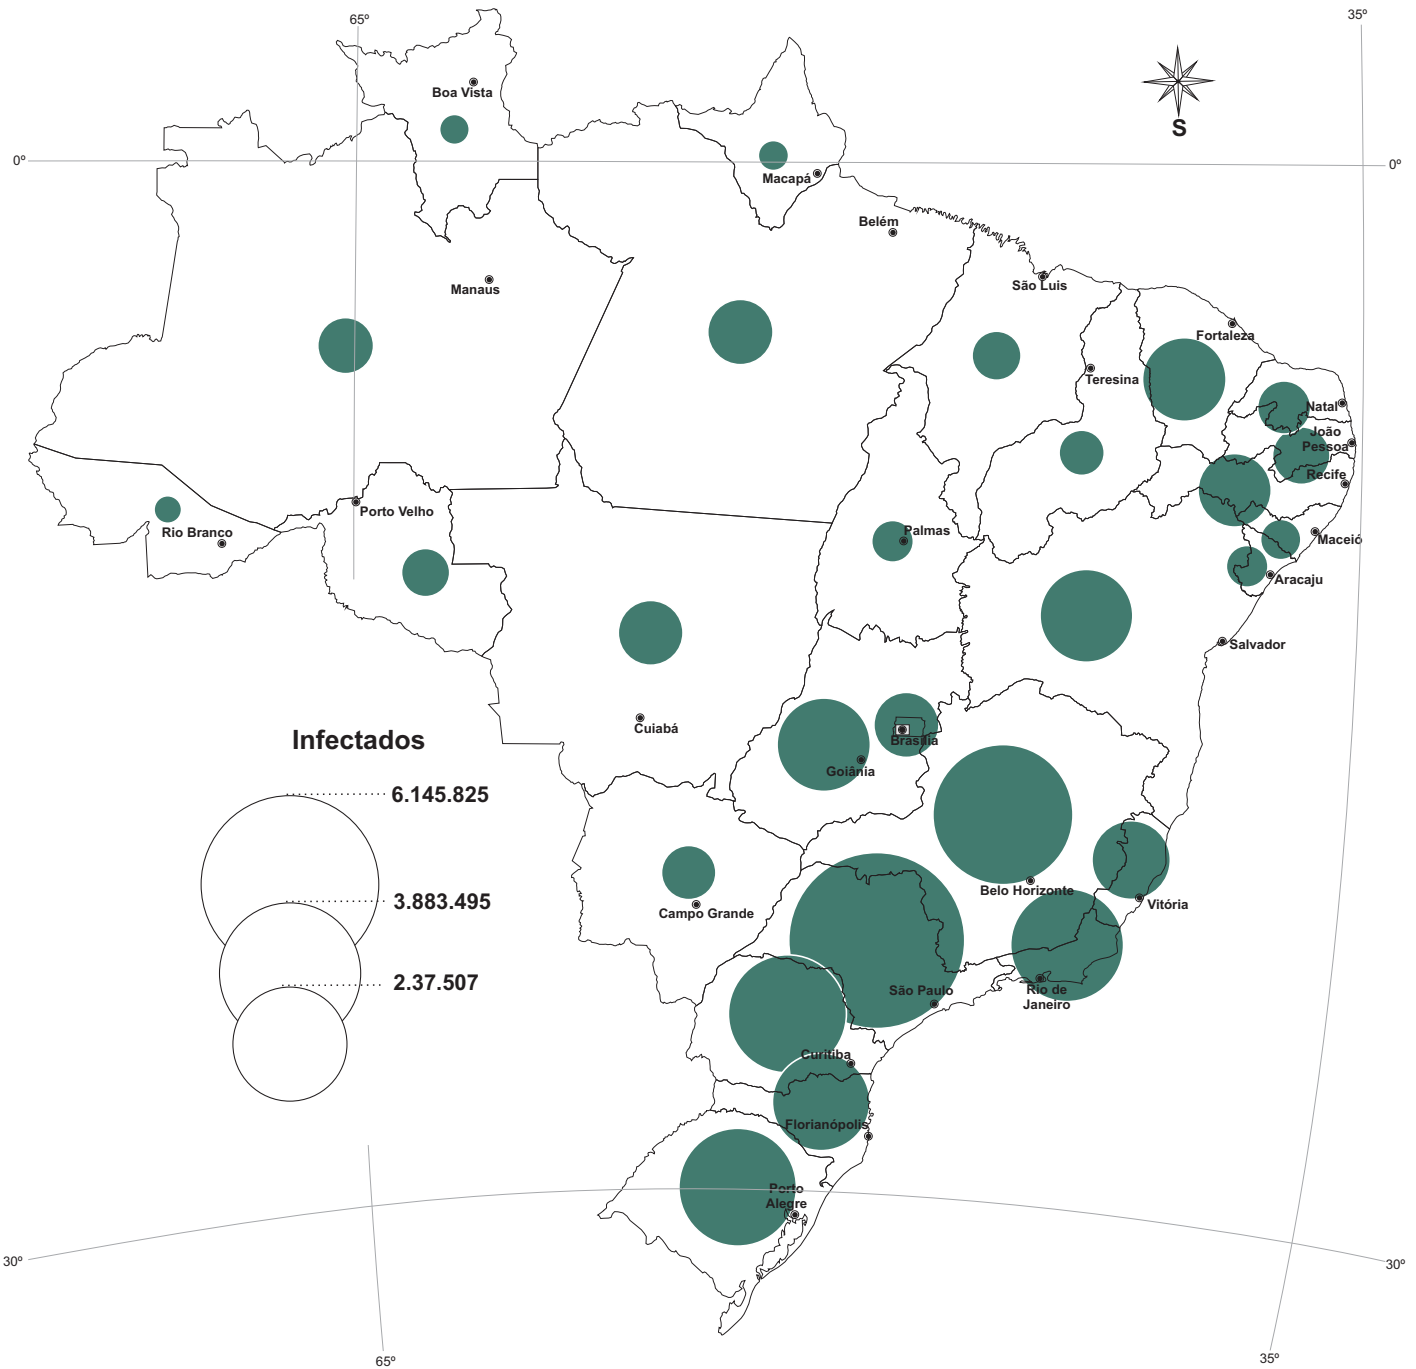 65º
35º
Boa Vista
S
0º
0º
Macapá
Belém
Manaus
São Luis
Fortaleza
Teresina
Natal
João
Pessoa
Recife
Porto Velho
Rio Branco
Palmas
Maceió
Aracaju
Salvador
Cuiabá
Brasília
Goiânia
Infectados
6.145.825
3.883.495
2.37.507
Belo Horizonte
Vitória
Campo Grande
São Paulo
Rio de
Janeiro
Curitiba
Florianópolis
Porto
Alegre
30º
30º
65º
35º